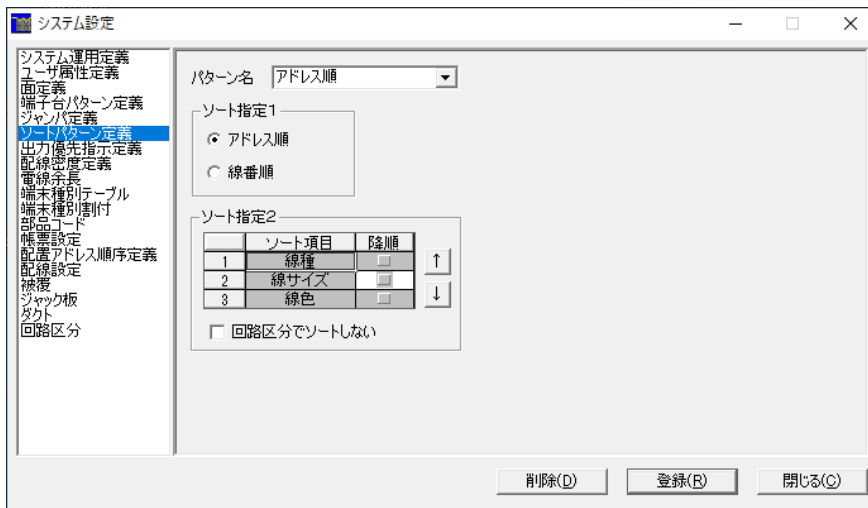 システム設定
システム運用定義
ユーザ属性定義
面定義
端子台パターン定義
ジャンパ定義
ソートパターン定義
出力優先指示定義
配線密度定義
電線余長
端末種別テーブル
端末種別割付
部品コード
帳票設定
配置アドレス順序定義
配線設定
被覆
ジャック板
ダクト
回路区分
パターン名 アドレス順
ソート指定1
アドレス順
線番順
ソート指定2
ソート項目 降順
1 線種
2 線サイズ
3 線色
↑
↓
回路区分でソートしない
削除(D) 登録(R) 閉じる(C)